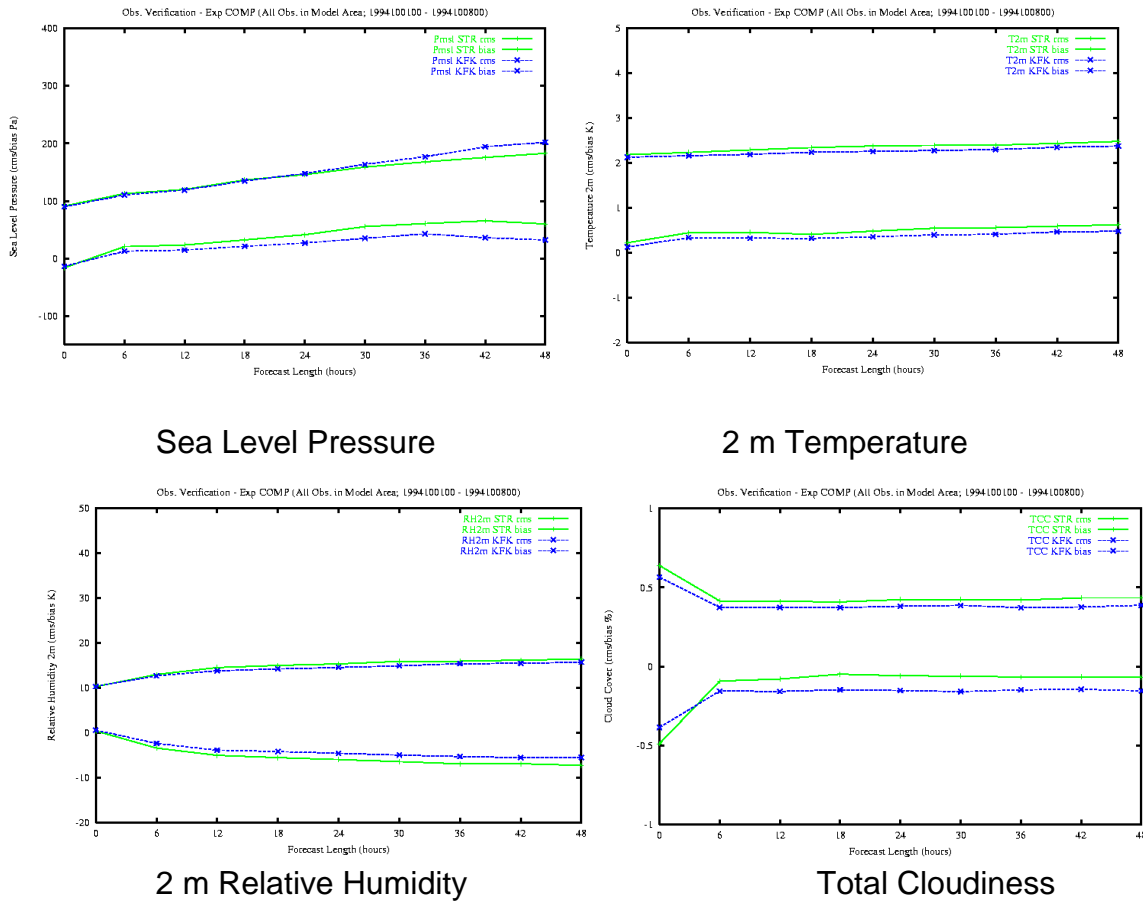 Obs. Verification - Exp COMP (All Obs. in Model Area; 1994100100 - 1994100800)
400
300
200
100
0
-100
Sea Level Pressure (rms/bias Pa)
Pmsl STR rms
Pmsl STR bias
Pmsl KFK rms
Pmsl KFK bias
0 6 12 18 24 30 36 42 48
Forecast Length (hours)
Sea Level Pressure
Obs. Verification - Exp COMP (All Obs. in Model Area; 1994100100 - 1994100800)
5
4
3
2
1
0
-1
-2
Temperature 2m (rms/bias K)
T2m STR rms
T2m STR bias
T2m KFK rms
T2m KFK bias
0 6 12 18 24 30 36 42 48
Forecast Length (hours)
2 m Temperature
Obs. Verification - Exp COMP (All Obs. in Model Area; 1994100100 - 1994100800)
50
40
30
20
10
0
-10
-20
Relative Humidity 2m (rms/bias K)
RH2m STR rms
RH2m STR bias
RH2m KFK rms
RH2m KFK bias
0 6 12 18 24 30 36 42 48
Forecast Length (hours)
2 m Relative Humidity
Obs. Verification - Exp COMP (All Obs. in Model Area; 1994100100 - 1994100800)
1
0.5
0
-0.5
-1
Cloud Cover (rms/bias %)
TCC STR rms
TCC STR bias
TCC KFK rms
TCC KFK bias
0 6 12 18 24 30 36 42 48
Forecast Length (hours)
Total Cloudiness